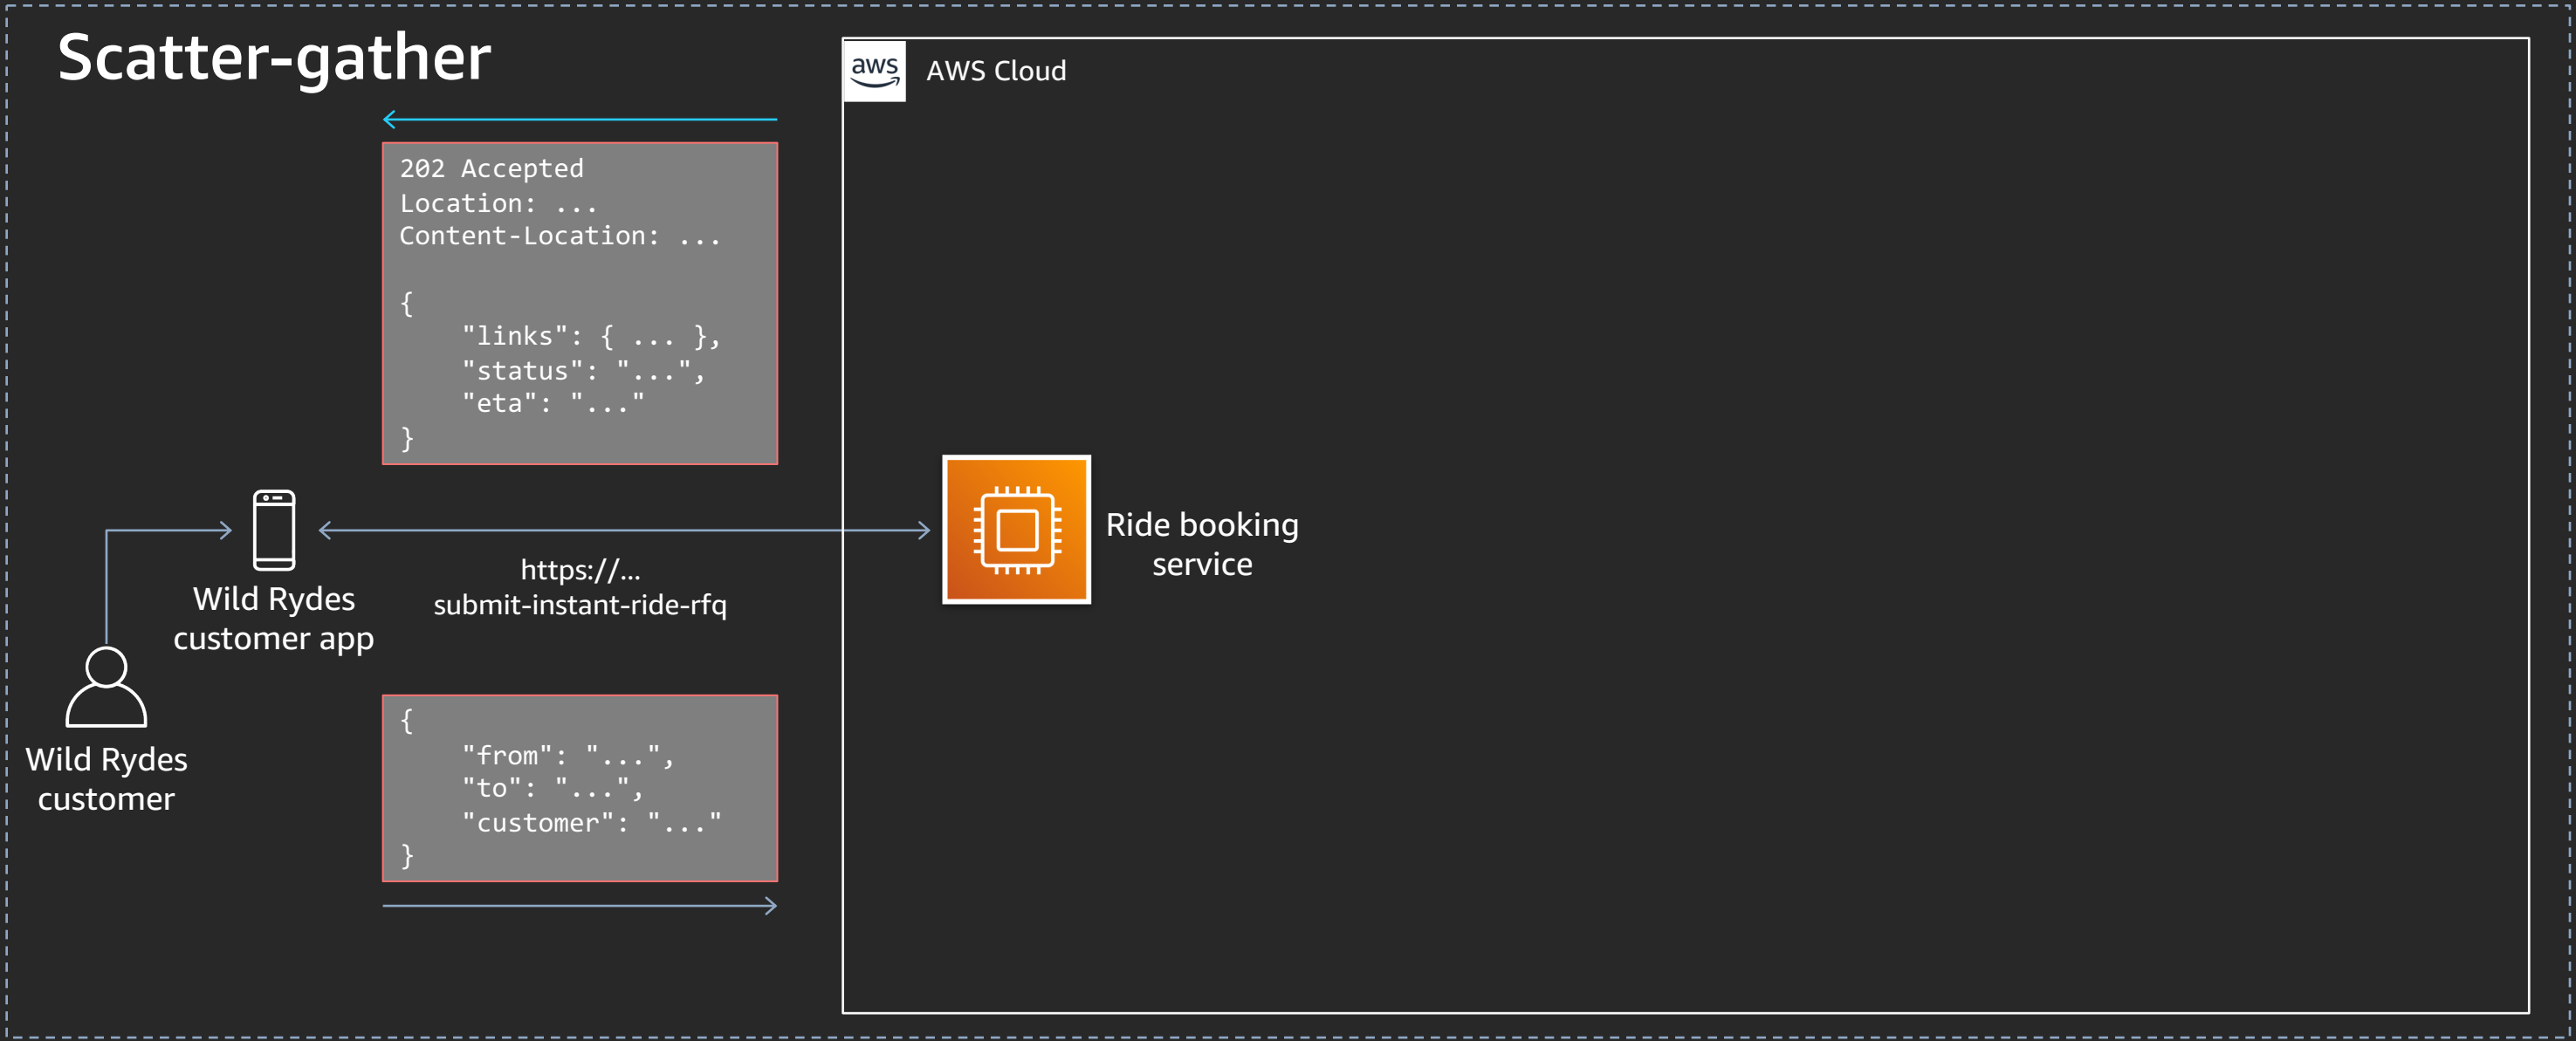 Scatter-gather
aws
AWS Cloud
202 Accepted
Location: ...
Content-Location: ...
{
"links": { ... },
"status": "...",
"eta": "..."
}
Ride booking
service
https://...
submit-instant-ride-rfq
Wild Rydes
customer app
Wild Rydes
customer
{
"from": "...",
"to": "...",
"customer": "..."
}